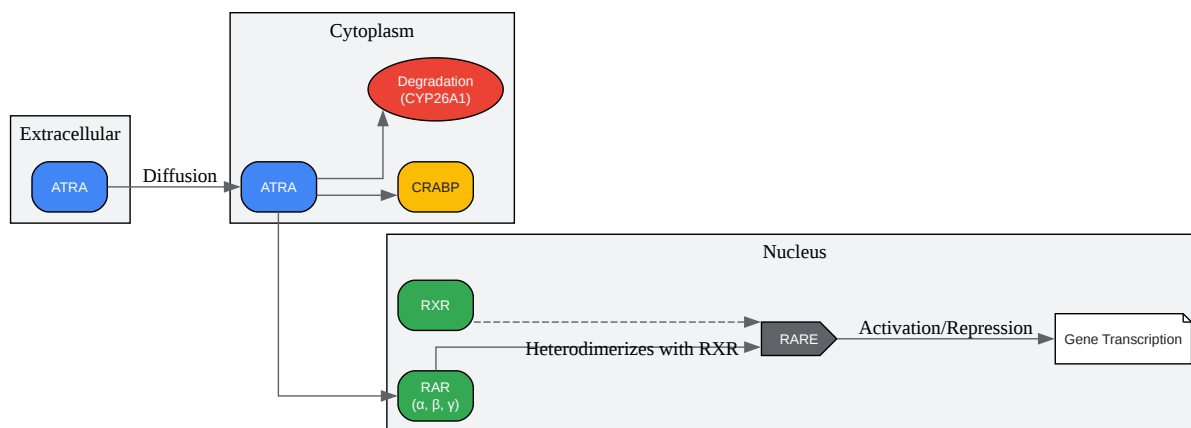 Cytoplasm
Degradation
(CYP26A1)
Extracellular
ATRA
Diffusion
ATRA
CRABP
Nucleus
RXR
RARE
Activation/Repression
Gene Transcription
Heterodimerizes with RXR
RAR
(α, β, γ)